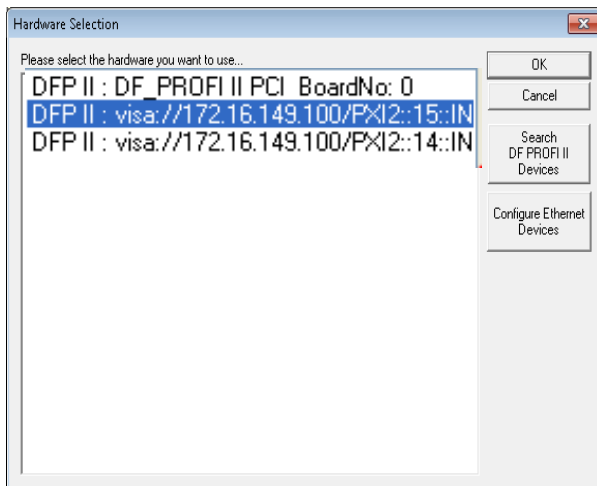 Hardware Selection
Please select the hardware you want to use...
DFP II : DF_PROFI II PCI BoardNo: 0
DFP II : visa://172.16.149.100/PXI2::15::IN
DFP II : visa://172.16.149.100/PXI2::14::IN
OK
Cancel
Search
DF PROFI II
Devices
Configure Ethernet
Devices